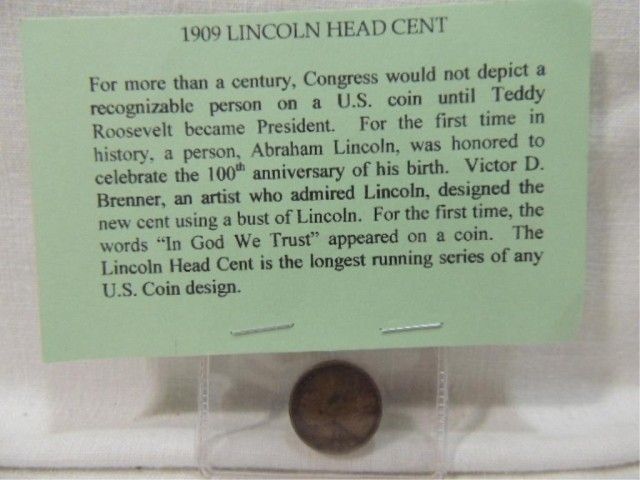 1909 LINCOLN HEAD CENT
For more than a century, Congress would not depict a
recognizable person on a U.S. coin until Teddy
Roosevelt became President. For the first time in
history, a person, Abraham Lincoln, was honored to
celebrate the 100th anniversary of his birth. Victor D.
Brenner, an artist who admired Lincoln, designed the
new cent using a bust of Lincoln. For the first time, the
words “In God We Trust” appeared on a coin. The
Lincoln Head Cent is the longest running series of any
U.S. Coin design.